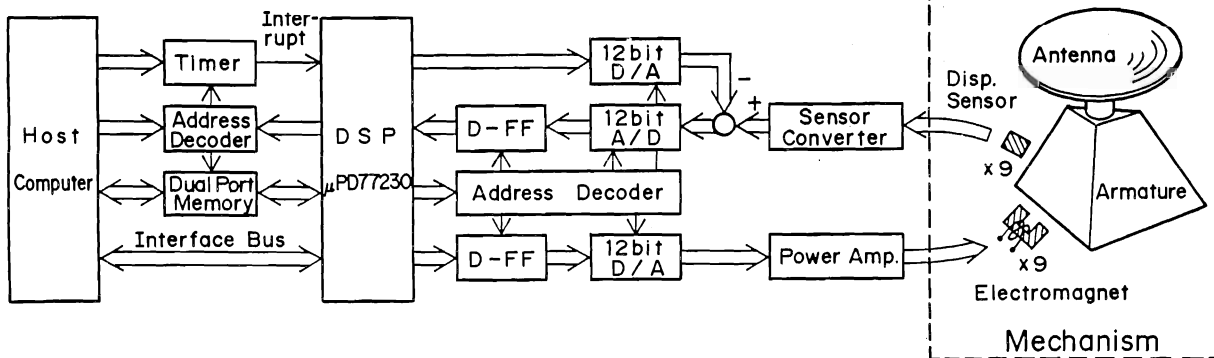 Host
Computer
Timer
Inter-
rupt
Address
Decoder
Dual Port
Memory
Interface Bus
DSP
μPD77230
D-FF
12bit
D/A
12bit
A/D
Address Decoder
D-FF
12bit
D/A
-
+
Sensor
Converter
Power Amp.
Disp.
Sensor
x9
Antenna
Armature
x9
Electromagnet
Mechanism